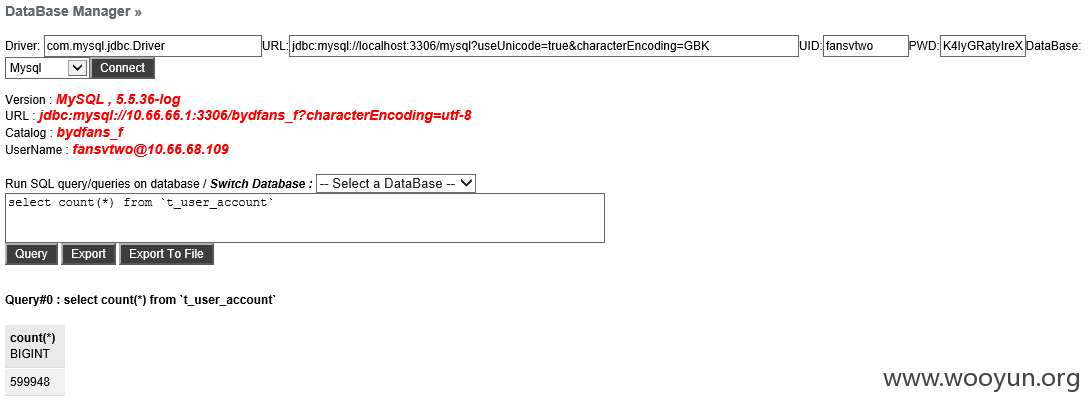 DataBase Manager »
Driver: com.mysql.jdbc.Driver URL: jdbc:mysql://localhost:3306/mysql?useUnicode=true&characterEncoding=GBK UID: fansvtwo PWD: K4IyGRatyIreX DataBase:
Mysql Connect
Version : MySQL , 5.5.36-log
URL : jdbc:mysql://10.66.66.1:3306/bydfans_f?characterEncoding=utf-8
Catalog : bydfans_f
UserName : fansvtwo@10.66.68.109
Run SQL query/queries on database / Switch Database : -- Select a DataBase --
select count(*) from `t_user_account`
Query Export Export To File
Query#0 : select count(*) from `t_user_account`
count(*)
BIGINT
599948
www.wooyun.org